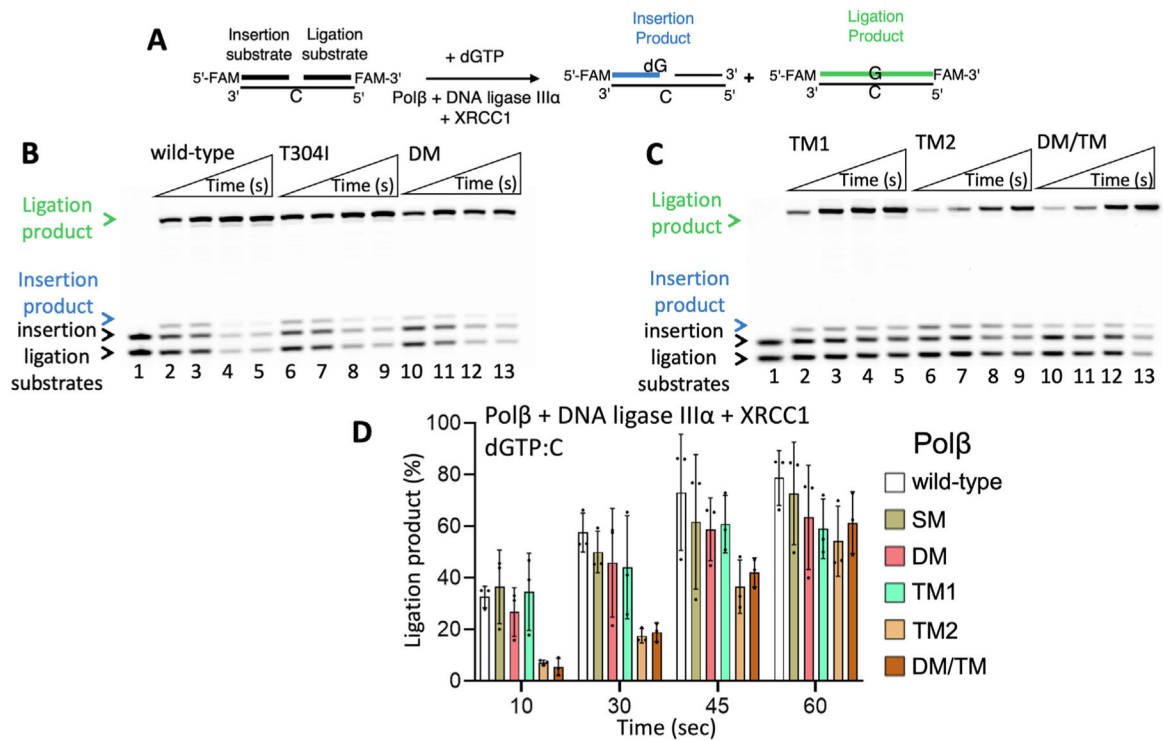 A
Insertion
substrate
Ligation
substrate
5'-FAM
FAM-3'
3'
C
5'
+ dGTP
Polβ + DNA ligase IIIα
+ XRCC1
Insertion
Product
dG
5'-FAM
3'
3'
C
5'
+
Ligation
Product
5'-FAM
G
FAM-3'
3'
C
5'
B
wild-type T304I DM
Time (s) Time (s) Time (s)
Ligation
product
Insertion
product
insertion
ligation
substrates
1 2 3 4 5 6 7 8 9 10 11 12 13
C
TM1 TM2 DM/TM
Time (s) Time (s) Time (s)
Ligation
product
Insertion
product
insertion
ligation
substrates
1 2 3 4 5 6 7 8 9 10 11 12 13
D
Polβ + DNA ligase IIIα + XRCC1
dGTP:C
Ligation product (%)
100
80
60
40
20
0
10 30 45 60
Time (sec)
Polβ
wild-type
SM
DM
TM1
TM2
DM/TM